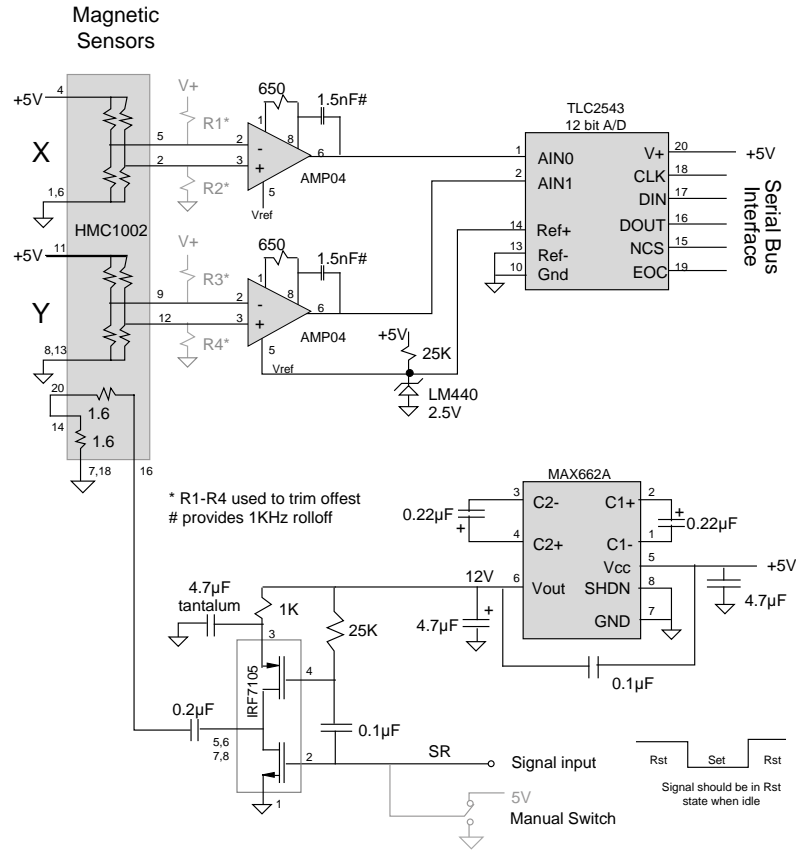 Magnetic
Sensors
4
+5V
X
1,6
5
2
HMC1002
11
+5V
Y
8,13
9
12
20
1.6
14
1.6
7,18
16
V+
R1*
R2*
650
1.5nF#
1
8
2
-
3
+
6
5
AMP04
Vref
V+
R3*
R4*
650
1.5nF#
1
8
2
-
3
+
6
5
AMP04
Vref
+5V
25K
LM440
2.5V
TLC2543
12 bit A/D
1
AIN0
2
AIN1
14
Ref+
13
Ref-
10
Gnd
V+
20
+5V
CLK
18
DIN
17
DOUT
16
NCS
15
EOC
19
Serial Bus
Interface
* R1-R4 used to trim offest
# provides 1KHz rolloff
MAX662A
3
C2-
0.22µF
+
4
C2+
C1+
2
+
0.22µF
C1-
1
Vcc
5
+5V
12V
6
Vout
SHDN
8
4.7µF
GND
7
+
4.7µF
0.1µF
4.7µF
tantalum
1K
25K
3
IRF7105
4
0.2µF
5,6
7,8
0.1µF
2
1
SR
Signal input
5V
Manual Switch
Rst
Set
Rst
Signal should be in Rst
state when idle